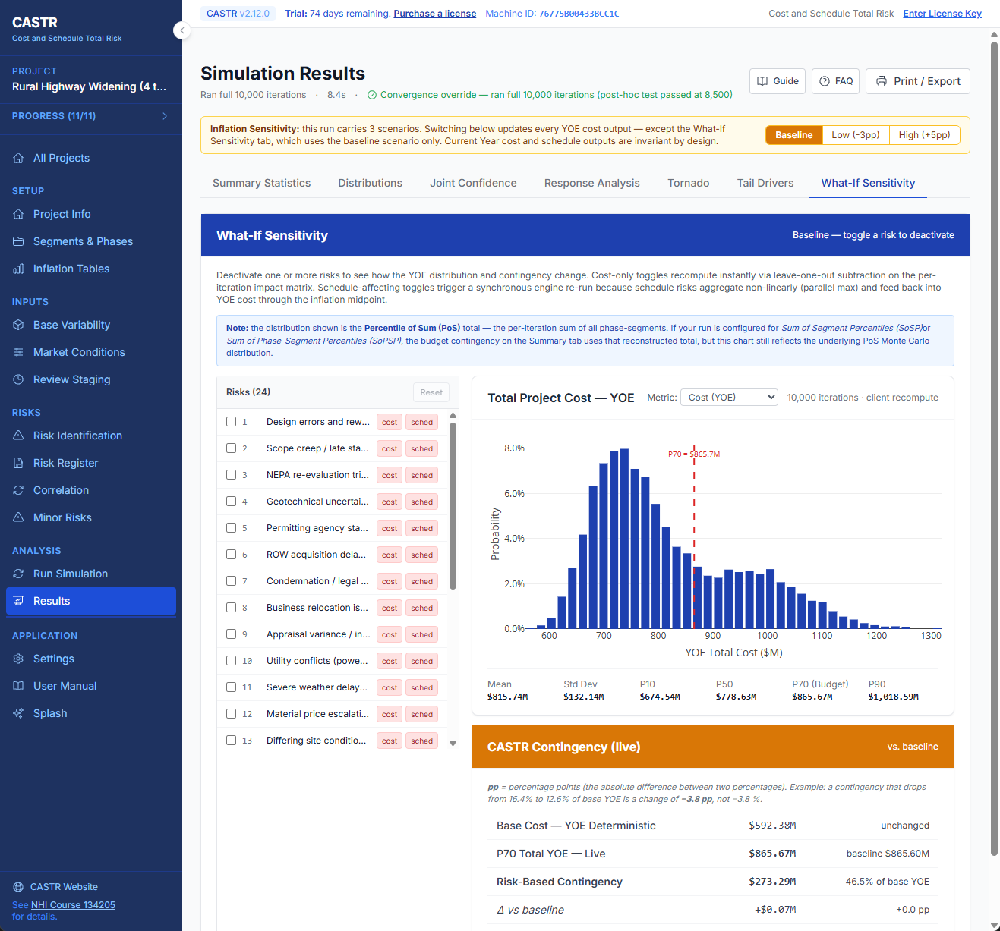 CASTR
Cost and Schedule Total Risk
PROJECT
Rural Highway Widening (4 t...
PROGRESS (11/11)
All Projects
SETUP
Project Info
Segments & Phases
Inflation Tables
INPUTS
Base Variability
Market Conditions
Review Staging
RISKS
Risk Identification
Risk Register
Correlation
Minor Risks
ANALYSIS
Run Simulation
Results
APPLICATION
Settings
User Manual
Splash
CASTR Website
See NHI Course 134205
for details.
CASTR v2.12.0 Trial: 74 days remaining. Purchase a license Machine ID: 76775B00433BCC1C Cost and Schedule Total Risk Enter License Key
Simulation Results
Ran full 10,000 iterations · 8.4s · Convergence override — ran full 10,000 iterations (post-hoc test passed at 8,500)
Guide FAQ Print / Export
Inflation Sensitivity: this run carries 3 scenarios. Switching below updates every YOE cost output — except the What-If
Sensitivity tab, which uses the baseline scenario only. Current Year cost and schedule outputs are invariant by design.
Baseline Low (-3pp) High (+5pp)
Summary Statistics Distributions Joint Confidence Response Analysis Tornado Tail Drivers What-If Sensitivity
What-If Sensitivity Baseline — toggle a risk to deactivate
Deactivate one or more risks to see how the YOE distribution and contingency change. Cost-only toggles recompute instantly via leave-one-out subtraction on the per-
iteration impact matrix. Schedule-affecting toggles trigger a synchronous engine re-run because schedule risks aggregate non-linearly (parallel max) and feed back into
YOE cost through the inflation midpoint.
Note: the distribution shown is the Percentile of Sum (PoS) total — the per-iteration sum of all phase-segments. If your run is configured for Sum of Segment Percentiles (SoSP)or
Sum of Phase-Segment Percentiles (SoPSP), the budget contingency on the Summary tab uses that reconstructed total, but this chart still reflects the underlying PoS Monte Carlo
distribution.
Risks (24) Reset
1 Design errors and rew... cost sched
2 Scope creep / late sta... cost sched
3 NEPA re-evaluation tri... cost sched
4 Geotechnical uncertai... cost sched
5 Permitting agency sta... cost sched
6 ROW acquisition dela... cost sched
7 Condemnation / legal ... cost sched
8 Business relocation is... cost sched
9 Appraisal variance / in... cost sched
10 Utility conflicts (powe... cost sched
11 Severe weather delay... cost sched
12 Material price escalati... cost sched
13 Differing site conditio... cost sched
Total Project Cost — YOE Metric: Cost (YOE) 10,000 iterations · client recompute
P70 = $865.7M
Probability
8.0%
6.0%
4.0%
2.0%
0.0%
600 700 800 900 1000 1100 1200 1300
YOE Total Cost ($M)
Mean Std Dev P10 P50 P70 (Budget) P90
$815.74M $132.14M $674.54M $778.63M $865.67M $1,018.59M
CASTR Contingency (live) vs. baseline
pp = percentage points (the absolute difference between two percentages). Example: a contingency that drops
from 16.4% to 12.6% of base YOE is a change of −3.8 pp, not −3.8 %.
Base Cost — YOE Deterministic $592.38M unchanged
P70 Total YOE — Live $865.67M baseline $865.60M
Risk-Based Contingency $273.29M 46.5% of base YOE
Δ vs baseline +$0.07M +0.0 pp